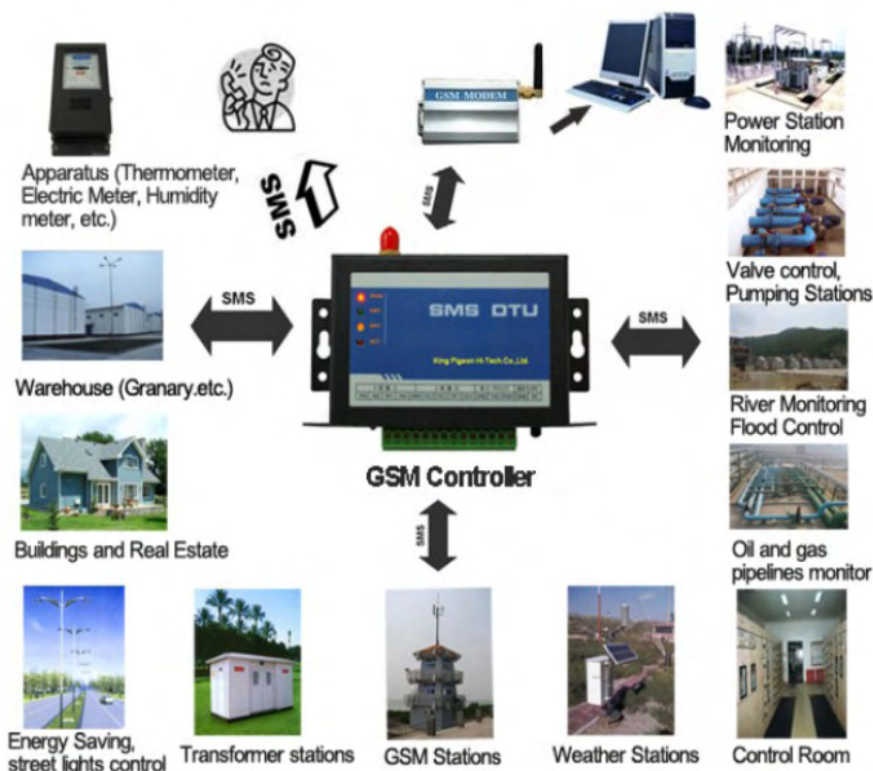 GSM MODEM
Power Station
Monitoring
Apparatus (Thermometer,
Electric Meter, Humidity
meter, etc.)
SMS
SMS
Valve control,
Pumping Stations
SMS
SMS DTU
SMS
King Pigeon Hi-Tech Co.,Ltd.
Warehouse (Granary.etc.)
River Monitoring
Flood Control
GSM Controller
SMS
Buildings and Real Estate
Oil and gas
pipelines monitor
Energy Saving,
street lights control
Transformer stations
GSM Stations
Weather Stations
Control Room